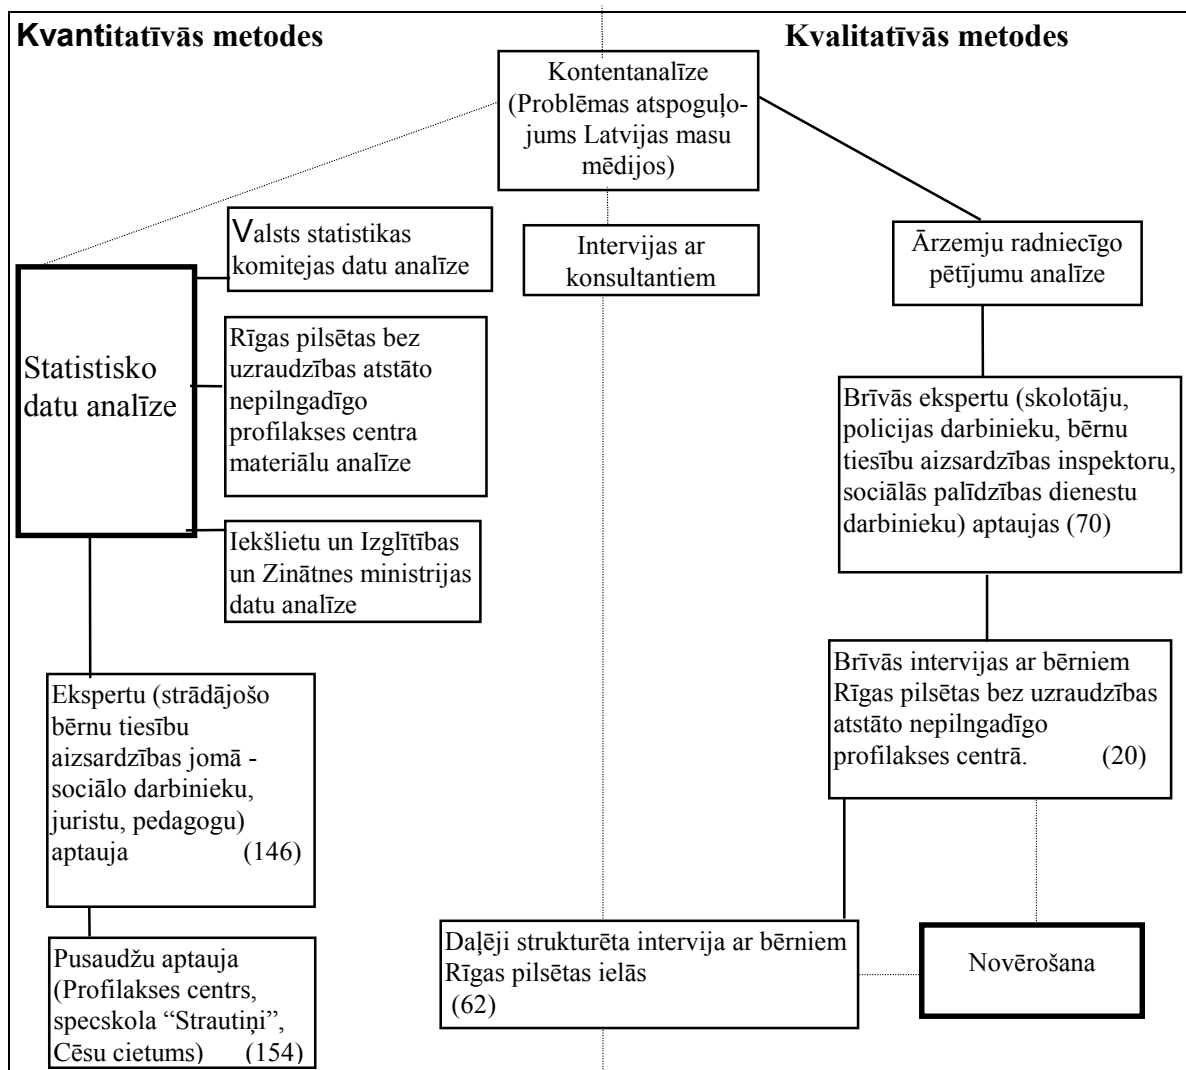 Kvantitatīvās metodes
Kvalitatīvās metodes
Kontentanalīze
(Problēmas atspoguļo-
jums Latvijas masu
mēdijos)
Valsts statistikas
komitejas datu analīze
Intervijas ar
konsultantiem
Ārzemju radniecīgo
pētījumu analīze
Statistisko
datu analīze
Rīgas pilsētas bez
uzraudzības atstāto
nepilngadīgo
profilakses centra
materiālu analīze
Iekšlietu un Izglītības
un Zinātnes ministrijas
datu analīze
Brīvās ekspertu (skolotāju,
policijas darbinieku, bērnu
tiesību aizsardzības inspektoru,
sociālās palīdzības dienestu
darbinieku) aptaujas (70)
Ekspertu (strādājošo
bērnu tiesību
aizsardzības jomā -
sociālo darbinieku,
juristu, pedagogu)
aptauja (146)
Brīvās intervijas ar bērniem
Rīgas pilsētas bez uzraudzības
atstāto nepilngadīgo
profilakses centrā. (20)
Pusaudžu aptauja
(Profilakses centrs,
specskola “Strautiņi”,
Cēsu cietums) (154)
Daļēji strukturēta intervija ar bērniem
Rīgas pilsētas ielās
(62)
Novērošana